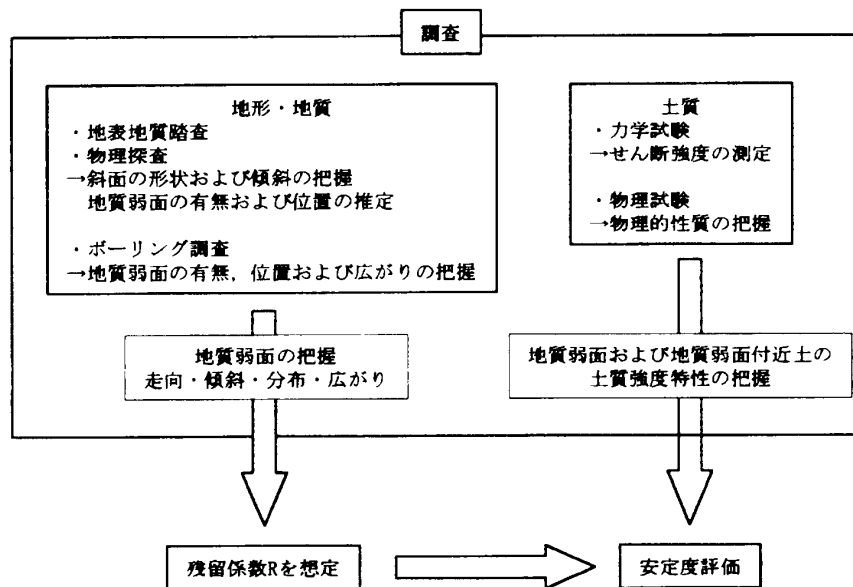 調査
地形・地質
・地表地質踏査
・物理探査
→斜面の形状および傾斜の把握
地質弱面の有無および位置の推定
・ボーリング調査
→地質弱面の有無，位置および広がりの把握
土質
・力学試験
→せん断強度の測定
・物理試験
→物理的性質の把握
地質弱面の把握
走向・傾斜・分布・広がり
地質弱面および地質弱面付近土の
土質強度特性の把握
残留係数Rを想定
安定度評価